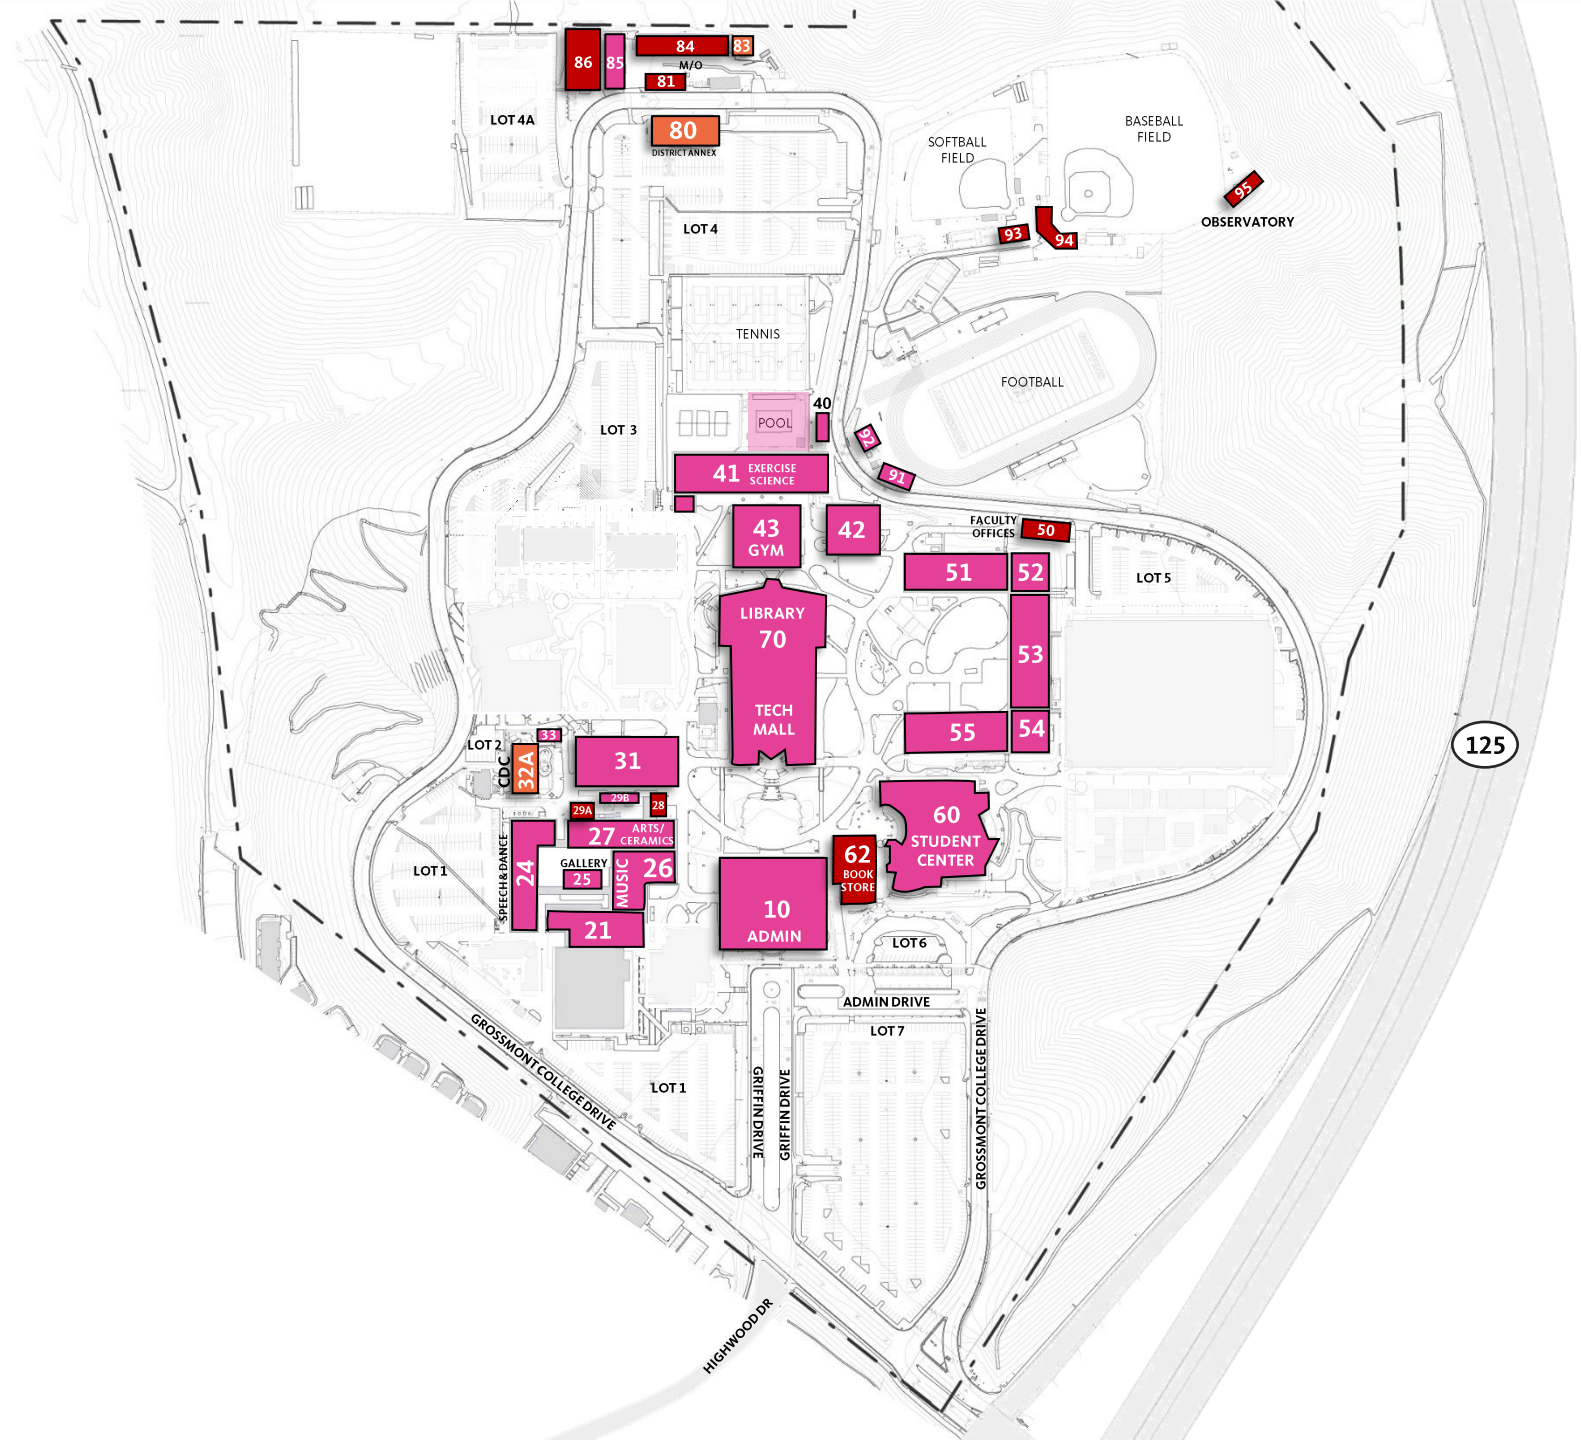 86
85
84
83
M/O
81
LOT 4A
80
DISTRICT ANNEX
SOFTBALL
FIELD
BASEBALL
FIELD
95
OBSERVATORY
93
94
LOT 4
TENNIS
FOOTBALL
40
POOL
LOT 3
92
91
41 EXERCISE
SCIENCE
43
GYM
42
FACULTY
OFFICES
50
51
52
LOT 5
LIBRARY
70
TECH
MALL
53
55
54
125
33
LOT 2
CDC
32A
31
29B
29A
28
27 ARTS/
CERAMICS
SPEECH & DANCE
24
GALLERY
25
MUSIC
26
LOT 1
21
60
STUDENT
CENTER
62
BOOK
STORE
10
ADMIN
LOT 6
ADMIN DRIVE
LOT 7
GROSSMONT COLLEGE DRIVE
LOT 1
GRIFFIN DRIVE
GRIFFIN DRIVE
GROSSMONT COLLEGE DRIVE
HIGHWOOD DR